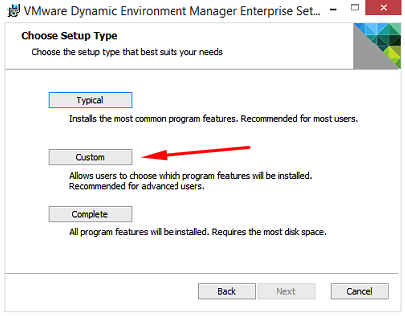 VMware Dynamic Environment Manager Enterprise Set...
Choose Setup Type
Choose the setup type that best suits your needs
Typical
Installs the most common program features. Recommended for most users.
Custom
Allows users to choose which program features will be installed.
Recommended for advanced users.
Complete
All program features will be installed. Requires the most disk space.
Back Next Cancel